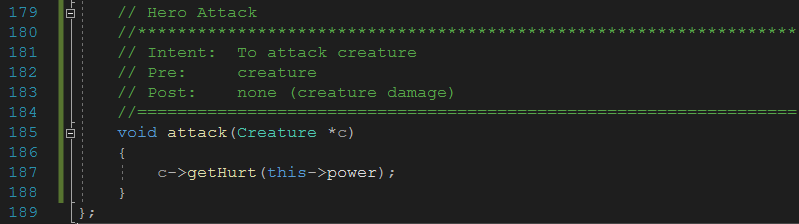 179 // Hero Attack
180 //******************************************************************
181 // Intent:  To attack creature
182 // Pre:     creature
183 // Post:    none (creature damage)
184 //==================================================================
185 void attack(Creature *c)
186 {
187     c->getHurt(this->power);
188 }
189 };